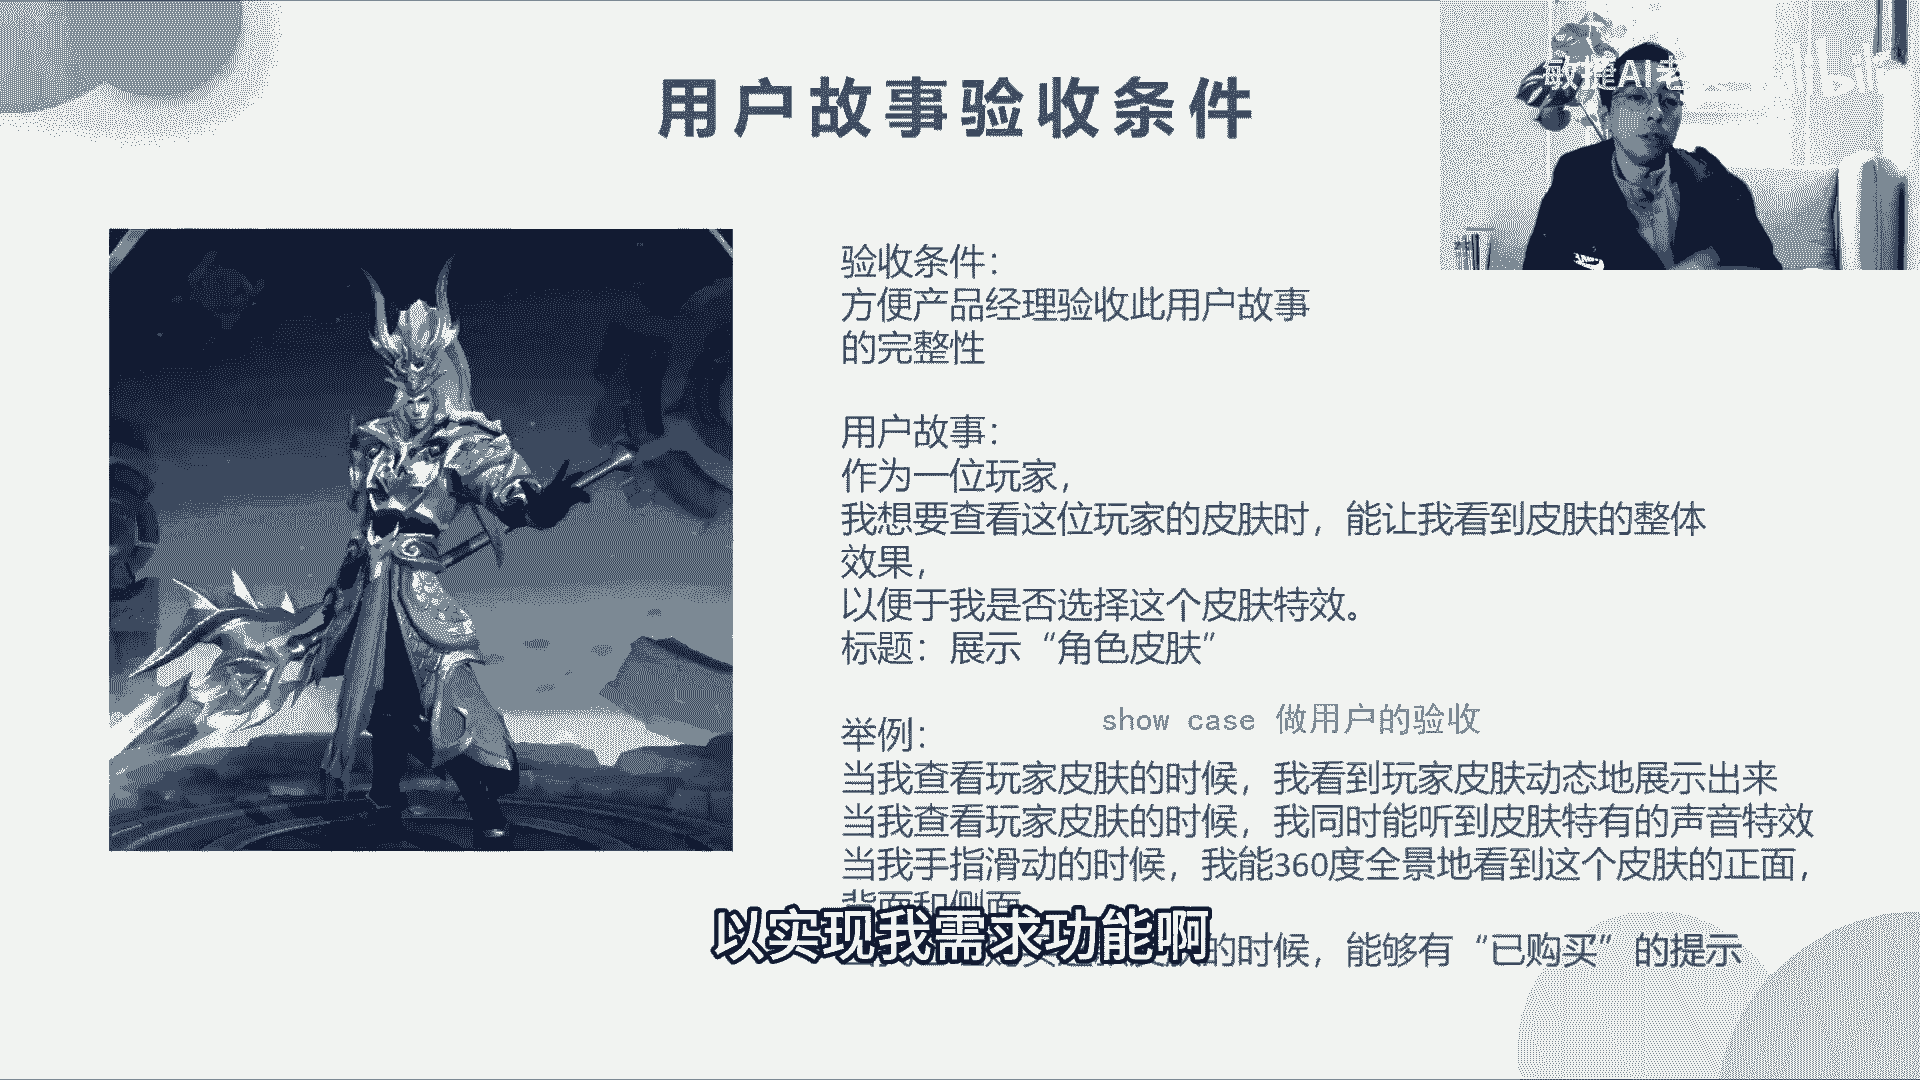 用户故事验收条件
敏捷AI老
bili
验收条件：
方便产品经理验收此用户故事
的完整性
用户故事：
作为一位玩家，
我想要查看这位玩家的皮肤时，能让我看到皮肤的整体
效果，
以便于我是否选择这个皮肤特效。
标题：展示“角色皮肤”
show case 做用户的验收
举例：
当我查看玩家皮肤的时候，我看到玩家皮肤动态地展示出来
当我查看玩家皮肤的时候，我同时能听到皮肤特有的声音特效
当我手指滑动的时候，我能360度全景地看到这个皮肤的正面，
背面和侧面
的时候，能够有“已购买”的提示
以实现我需求功能啊